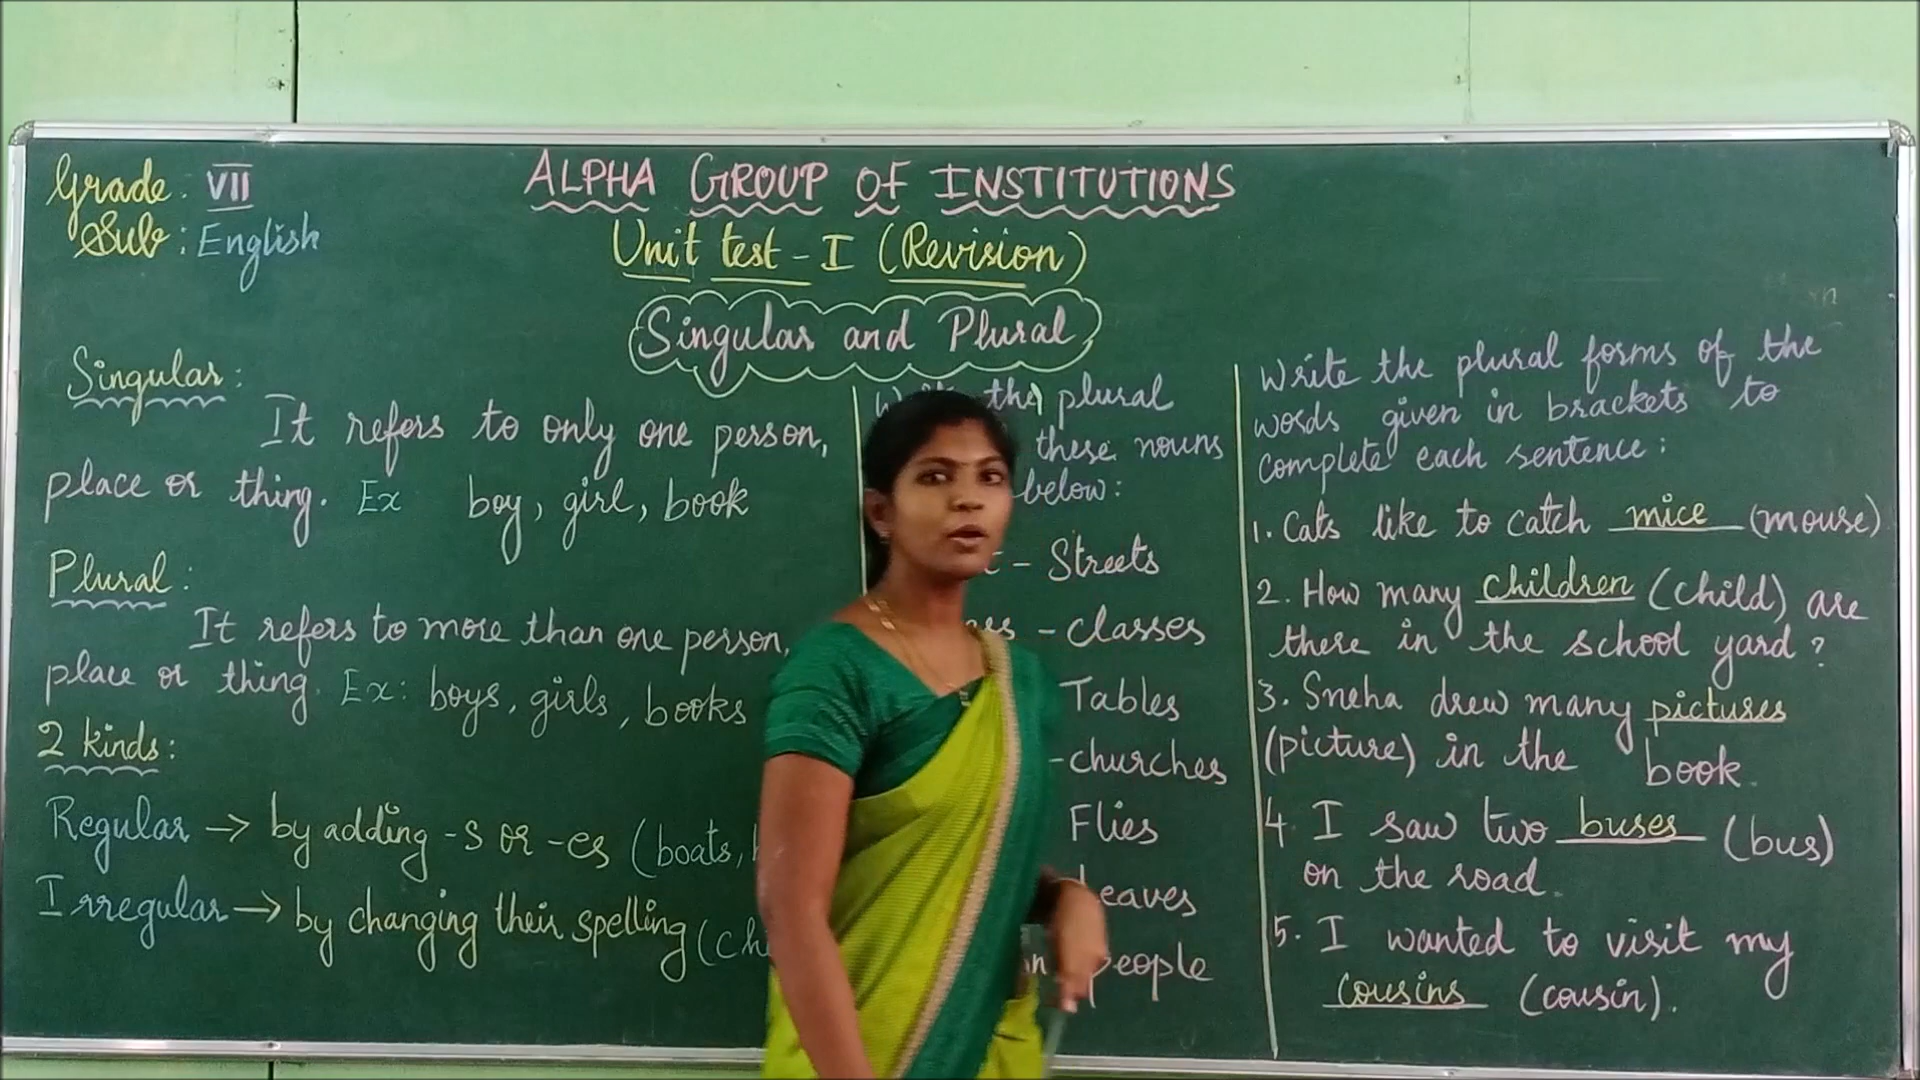 Grade: VII
Sub: English
ALPHA GROUP OF INSTITUTIONS
Unit test - I (Revision)
Singular and Plural
Singular:
It refers to only one person,
place or thing. Ex boy, girl, book
Plural:
It refers to more than one person,
place or thing. Ex: boys, girls, books
2 kinds:
Regular → by adding -s or -es (boats,
Irregular → by changing their spelling (
the plural
these nouns
below:
- Streets
- classes
Tables
- churches
Flies
Leaves
people
Write the plural forms of the
words given in brackets to
complete each sentence:
1. Cats like to catch mice (mouse)
2. How many children (child) are
there in the school yard?
3. Sneha drew many pictures
(picture) in the book.
4. I saw two buses (bus)
on the road.
5. I wanted to visit my
cousins (cousin).